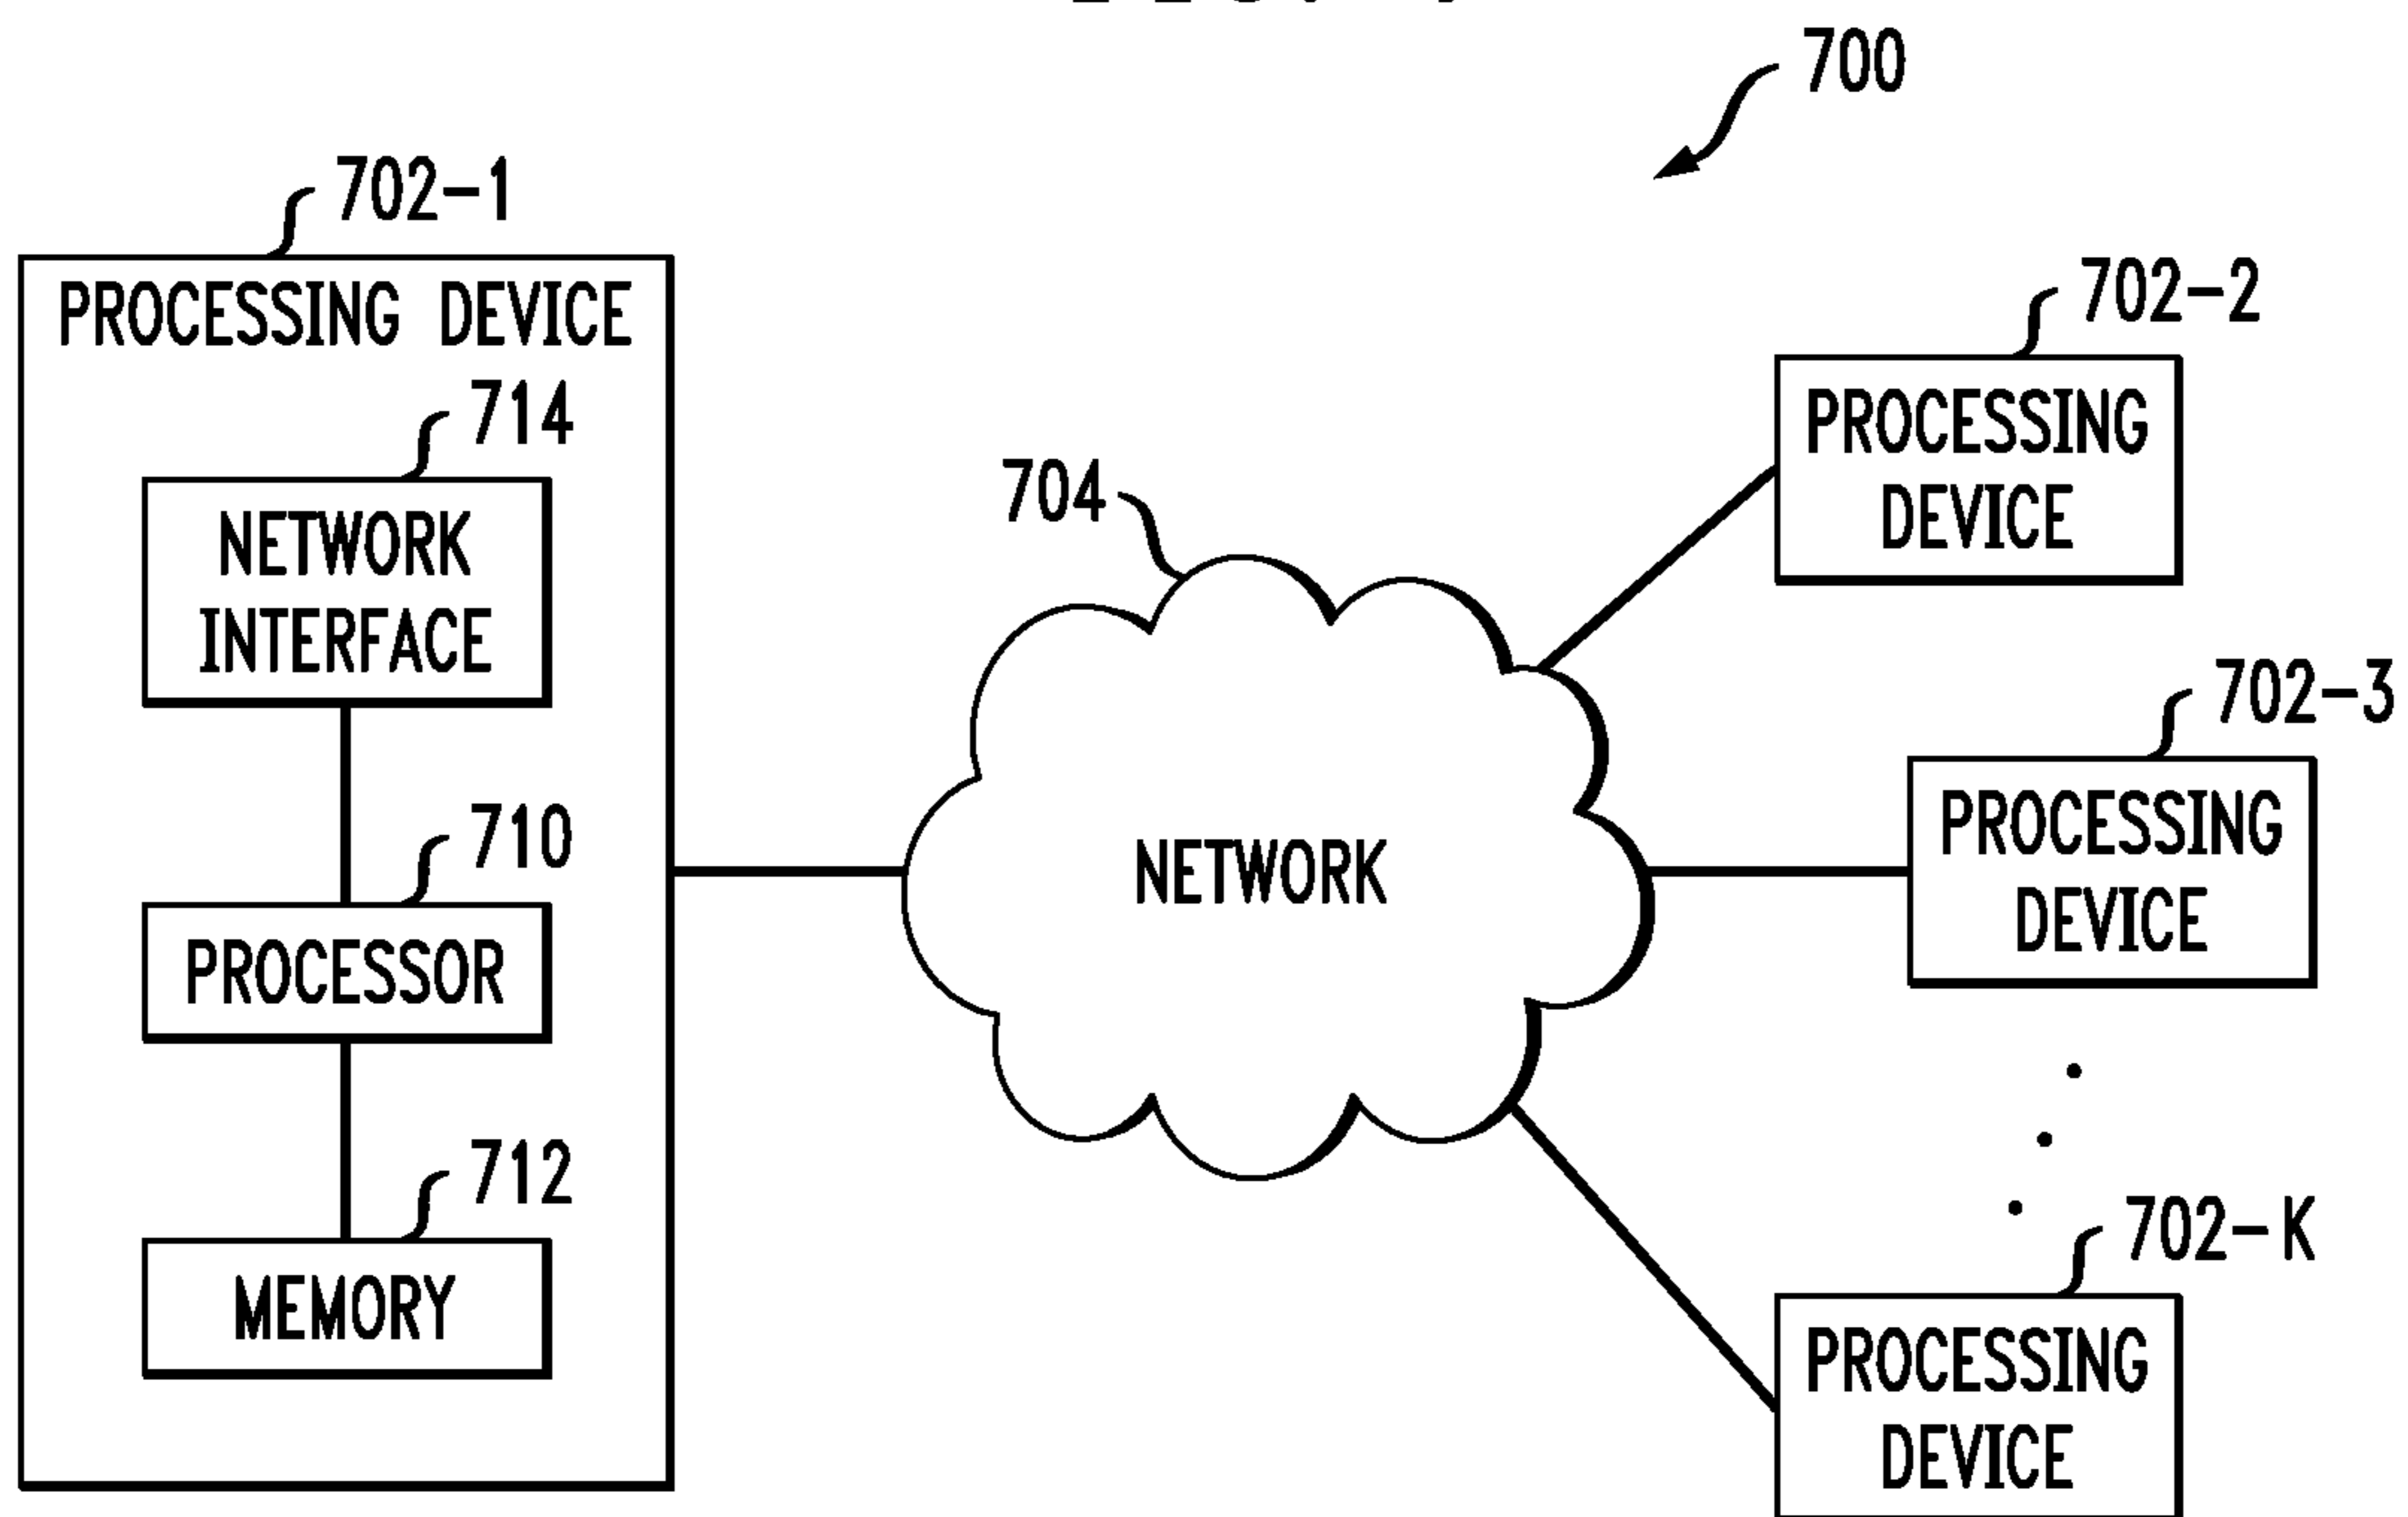 700
702-1
PROCESSING DEVICE
714
NETWORK
INTERFACE
710
PROCESSOR
712
MEMORY
704
NETWORK
702-2
PROCESSING
DEVICE
702-3
PROCESSING
DEVICE
702-K
PROCESSING
DEVICE